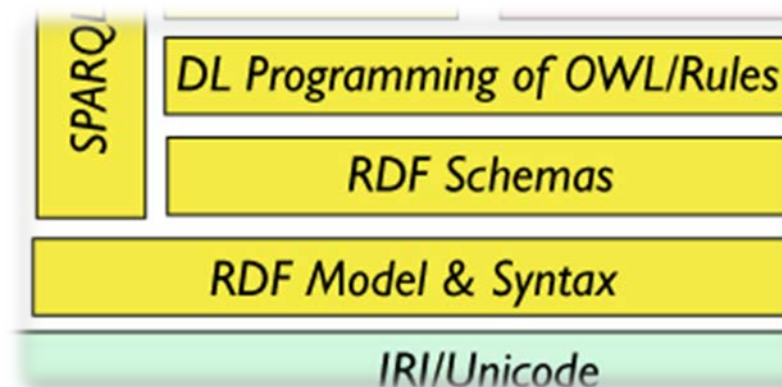 SPARQL
DL Programming of OWL/Rules
RDF Schemas
RDF Model & Syntax
IRI/Unicode